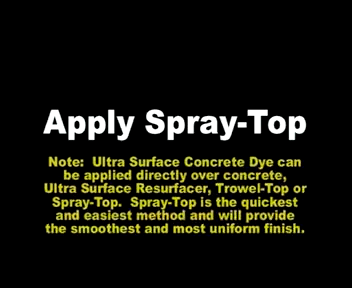 Apply Spray-Top
Note:  Ultra Surface Concrete Dye can
be applied directly over concrete,
Ultra Surface Resurfacer, Trowel-Top or
Spray-Top.  Spray-Top is the quickest
and easiest method and will provide
the smoothest and most uniform finish.